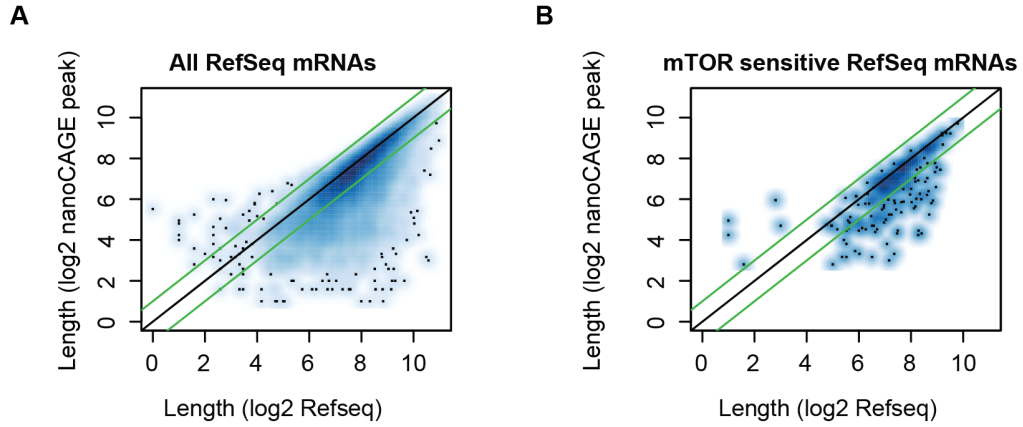 A
All RefSeq mRNAs
Length (log2 nanoCAGE peak)
10
8
6
4
2
0
0 2 4 6 8 10
Length (log2 Refseq)
B
mTOR sensitive RefSeq mRNAs
Length (log2 nanoCAGE peak)
10
8
6
4
2
0
0 2 4 6 8 10
Length (log2 Refseq)